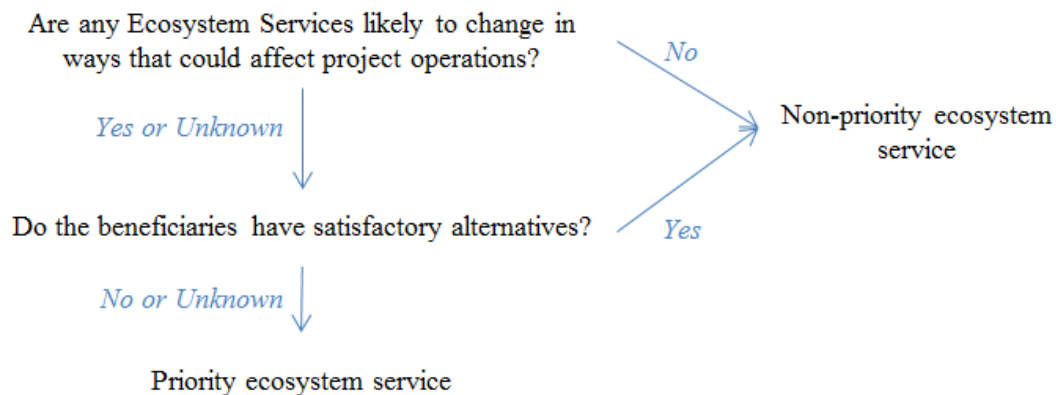 Are any Ecosystem Services likely to change in
ways that could affect project operations?
No
Yes or Unknown
Non-priority ecosystem
service
Do the beneficiaries have satisfactory alternatives?
Yes
No or Unknown
Priority ecosystem service